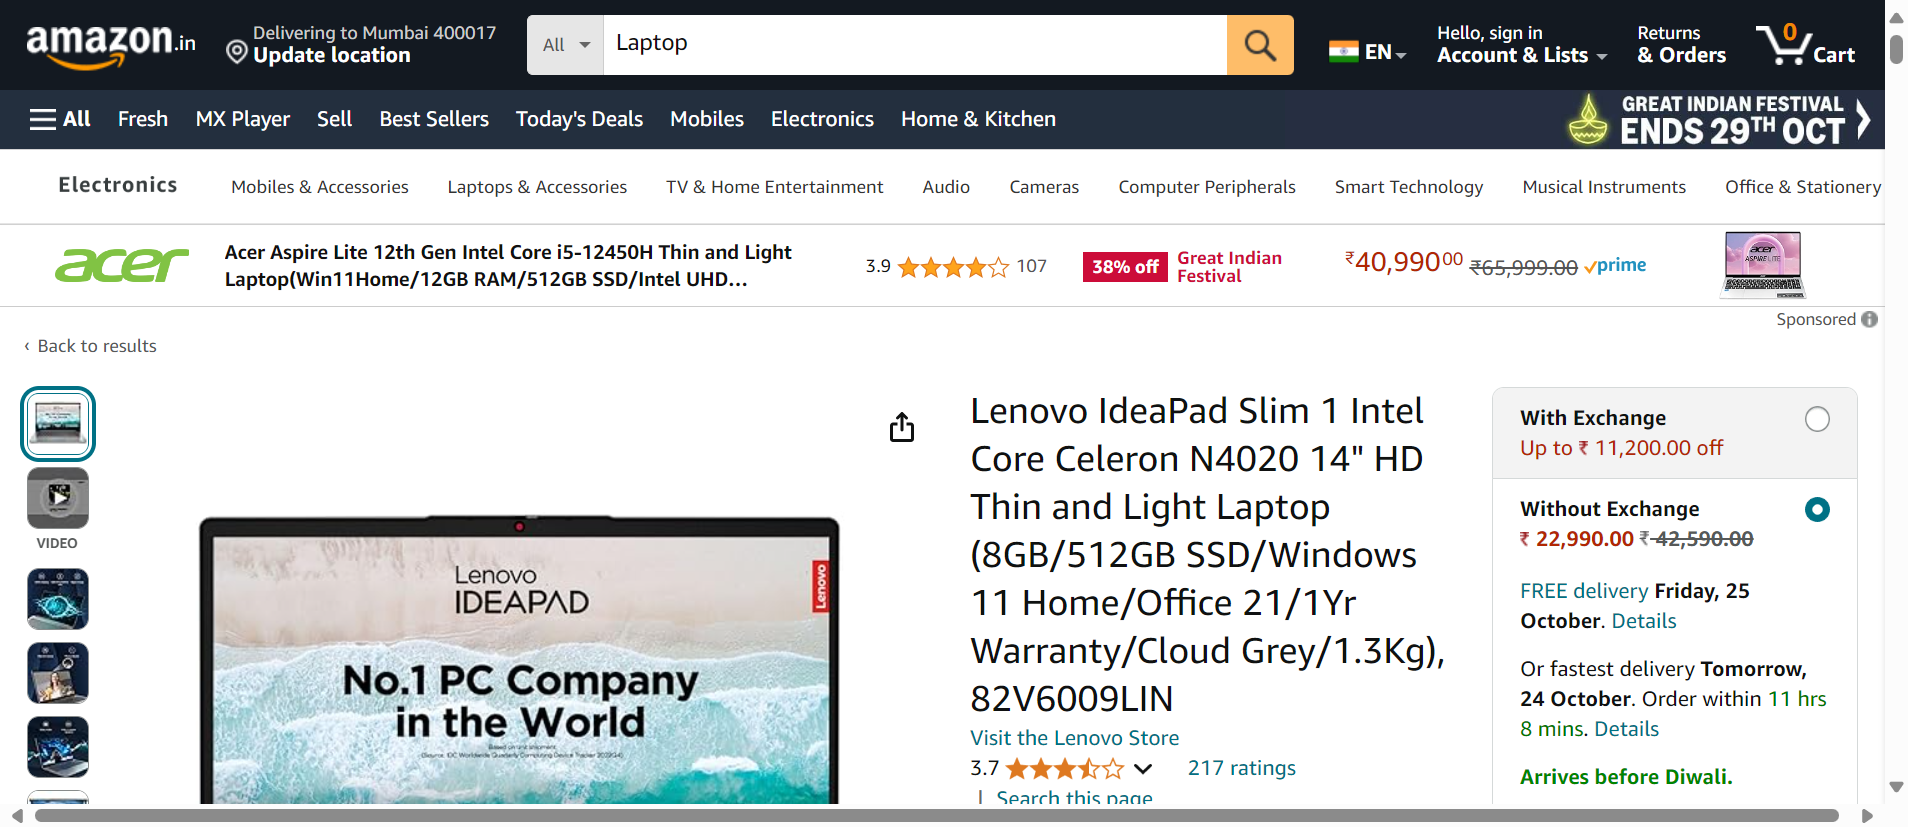 amazon.in
Delivering to Mumbai 400017
Update location
All
Laptop
EN
Hello, sign in
Account & Lists
Returns
& Orders
0
Cart
All
Fresh
MX Player
Sell
Best Sellers
Today's Deals
Mobiles
Electronics
Home & Kitchen
GREAT INDIAN FESTIVAL
ENDS 29TH OCT
Electronics
Mobiles & Accessories
Laptops & Accessories
TV & Home Entertainment
Audio
Cameras
Computer Peripherals
Smart Technology
Musical Instruments
Office & Stationery
acer
Acer Aspire Lite 12th Gen Intel Core i5-12450H Thin and Light
Laptop(Win11Home/12GB RAM/512GB SSD/Intel UHD...
3.9
107
38% off
Great Indian
Festival
₹40,99000
₹65,999.00
prime
acer
ASPIRE LITE
Sponsored
‹ Back to results
VIDEO
Lenovo
IDEAPAD
Lenovo
No.1 PC Company
in the World
Lenovo IdeaPad Slim 1 Intel
Core Celeron N4020 14" HD
Thin and Light Laptop
(8GB/512GB SSD/Windows
11 Home/Office 21/1Yr
Warranty/Cloud Grey/1.3Kg),
82V6009LIN
Visit the Lenovo Store
3.7
217 ratings
| Search this page
With Exchange
Up to ₹ 11,200.00 off
Without Exchange
₹ 22,990.00 ₹ 42,590.00
FREE delivery Friday, 25
October. Details
Or fastest delivery Tomorrow,
24 October. Order within 11 hrs
8 mins. Details
Arrives before Diwali.